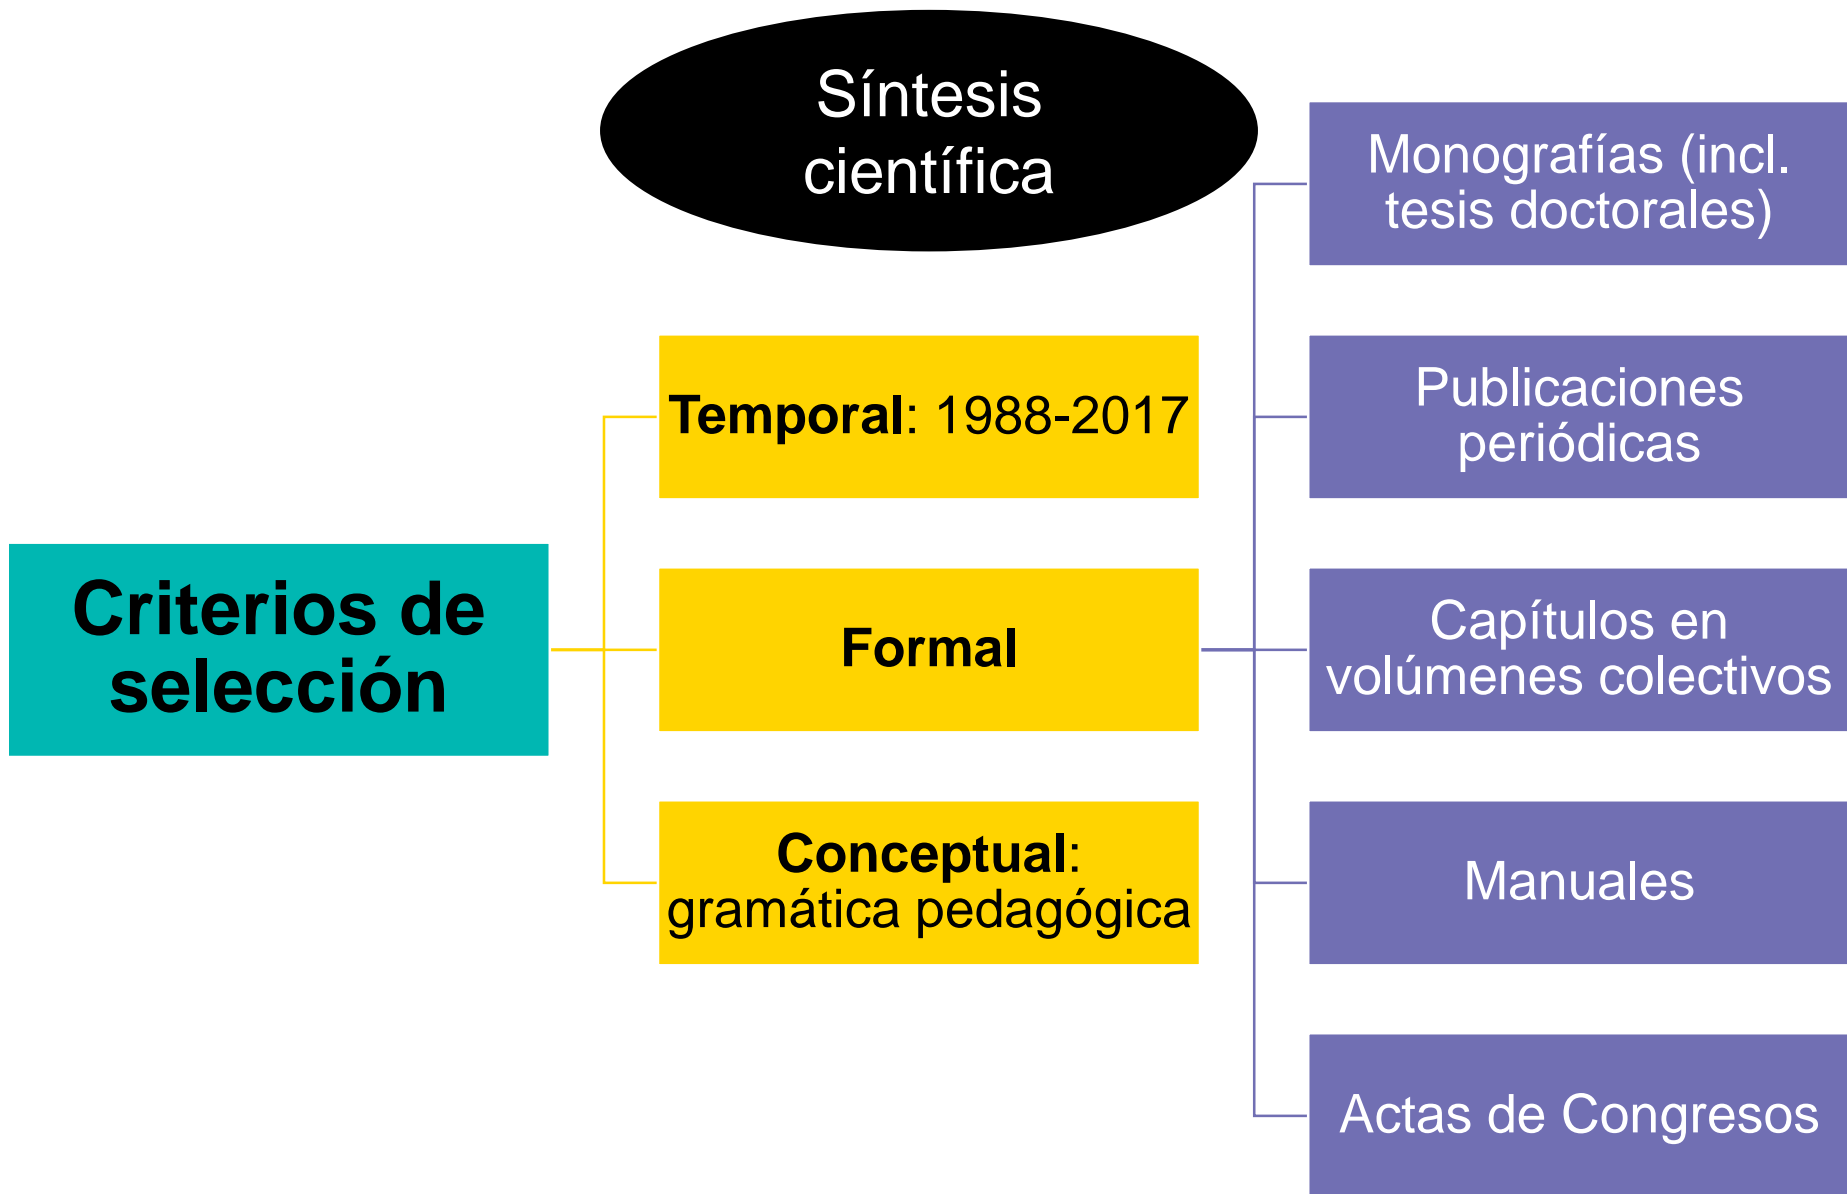 Síntesis
científica
Criterios de
selección
Temporal: 1988-2017
Formal
Conceptual:
gramática pedagógica
Monografías (incl.
tesis doctorales)
Publicaciones
periódicas
Capítulos en
volúmenes colectivos
Manuales
Actas de Congresos